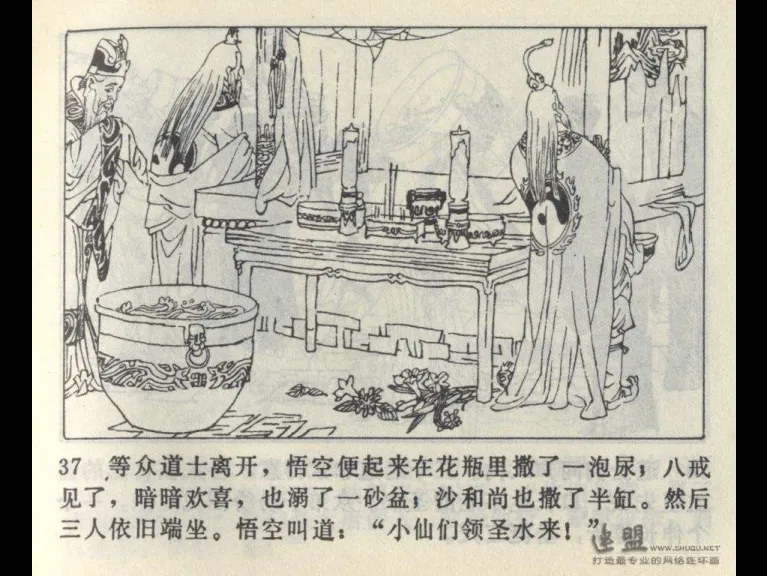 37 等众道士离开，悟空便起来在花瓶里撒了一泡尿；八戒
见了，暗暗欢喜，也溺了一砂盆；沙和尚也撒了半缸。然后
三人依旧端坐。悟空叫道：“小仙们领圣水来！”
连盟 WWW.SHUQU.NET
打造最专业的网络连环画